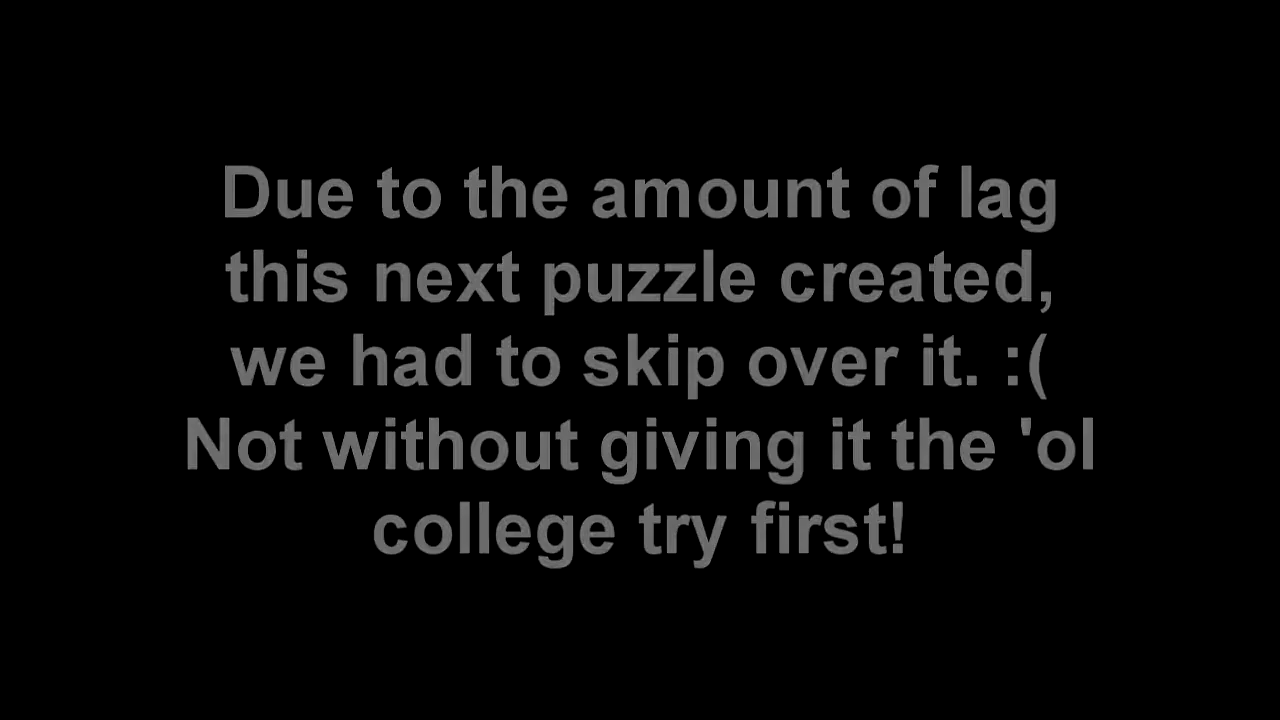 Due to the amount of lag
this next puzzle created,
we had to skip over it. :(
Not without giving it the 'ol
college try first!